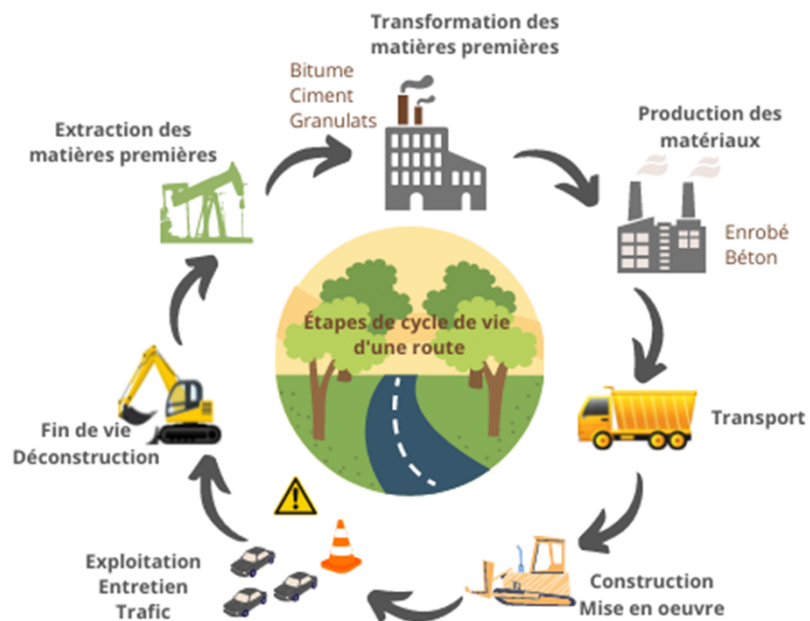 Transformation des
matières premières
Bitume
Ciment
Granulats
Production des
matériaux
Enrobé
Béton
Extraction des
matières premières
Étapes de cycle de vie
d'une route
Transport
Fin de vie
Déconstruction
Exploitation
Entretien
Trafic
Construction
Mise en oeuvre